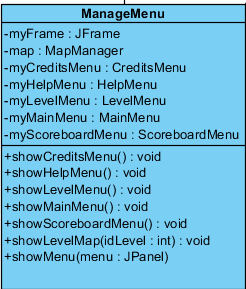 ManageMenu
-myFrame : JFrame
-map : MapManager
-myCreditsMenu : CreditsMenu
-myHelpMenu : HelpMenu
-myLevelMenu : LevelMenu
-myMainMenu : MainMenu
-myScoreboardMenu : ScoreboardMenu
+showCreditsMenu() : void
+showHelpMenu() : void
+showLevelMenu() : void
+showMainMenu() : void
+showScoreboardMenu() : void
+showLevelMap(idLevel : int) : void
+showMenu(menu : JPanel)